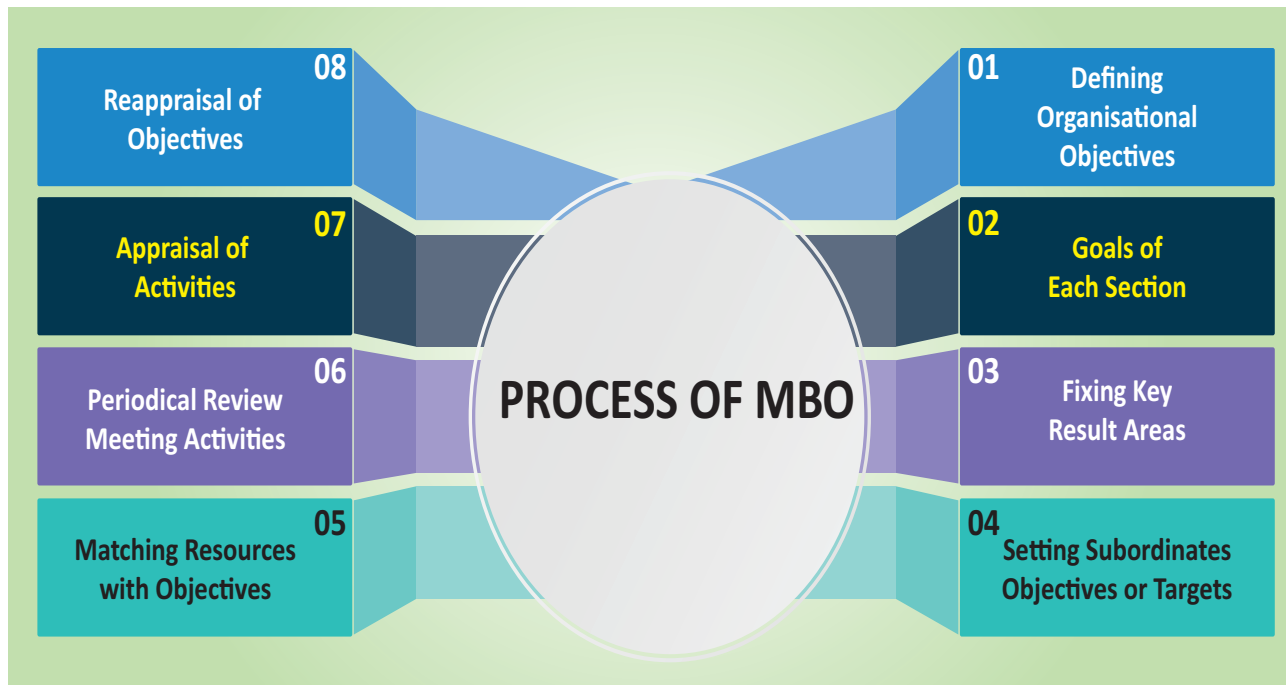 01
Defining
Organisational
Objectives
02
Goals of
Each Section
03
Fixing Key
Result Areas
04
Setting Subordinates
Objectives or Targets
05
Matching Resources
with Objectives
06
Periodical Review
Meeting Activities
07
Appraisal of
Activities
08
Reappraisal of
Objectives
PROCESS OF MBO